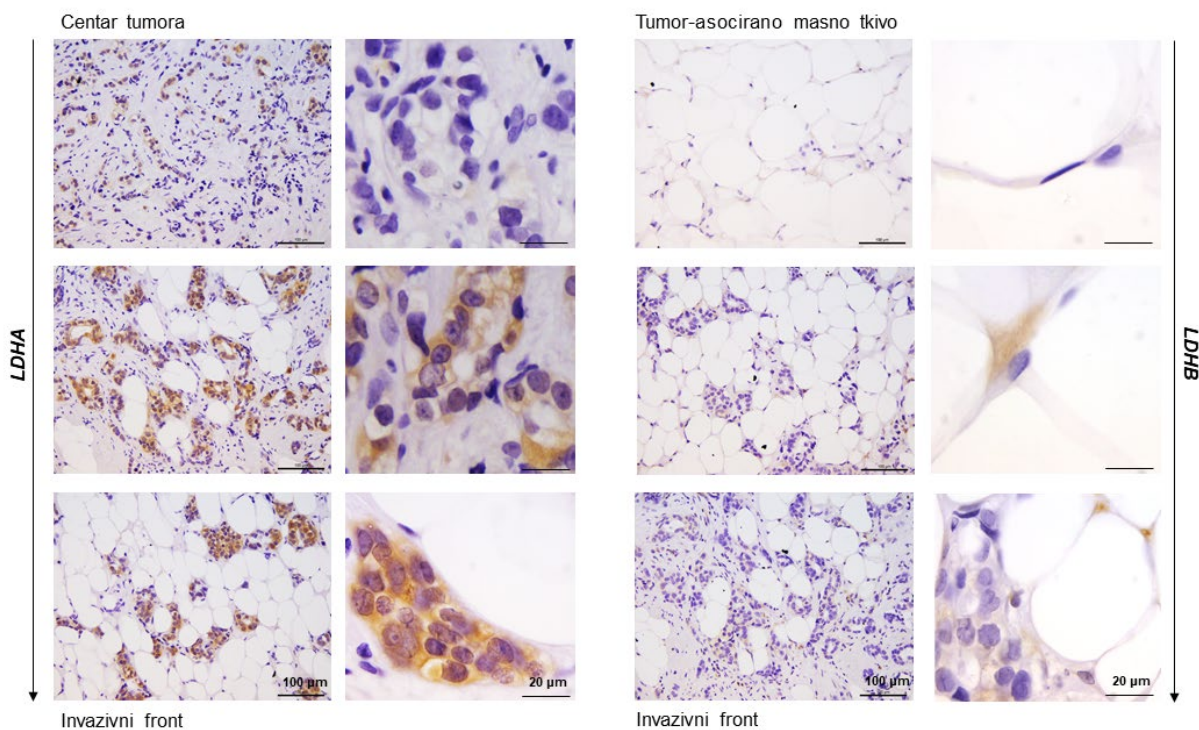 Centar tumora
Tumor-asocirano masno tkivo
LDHA
LDHB
100 µm
20 µm
100 µm
20 µm
Invazivni front
Invazivni front